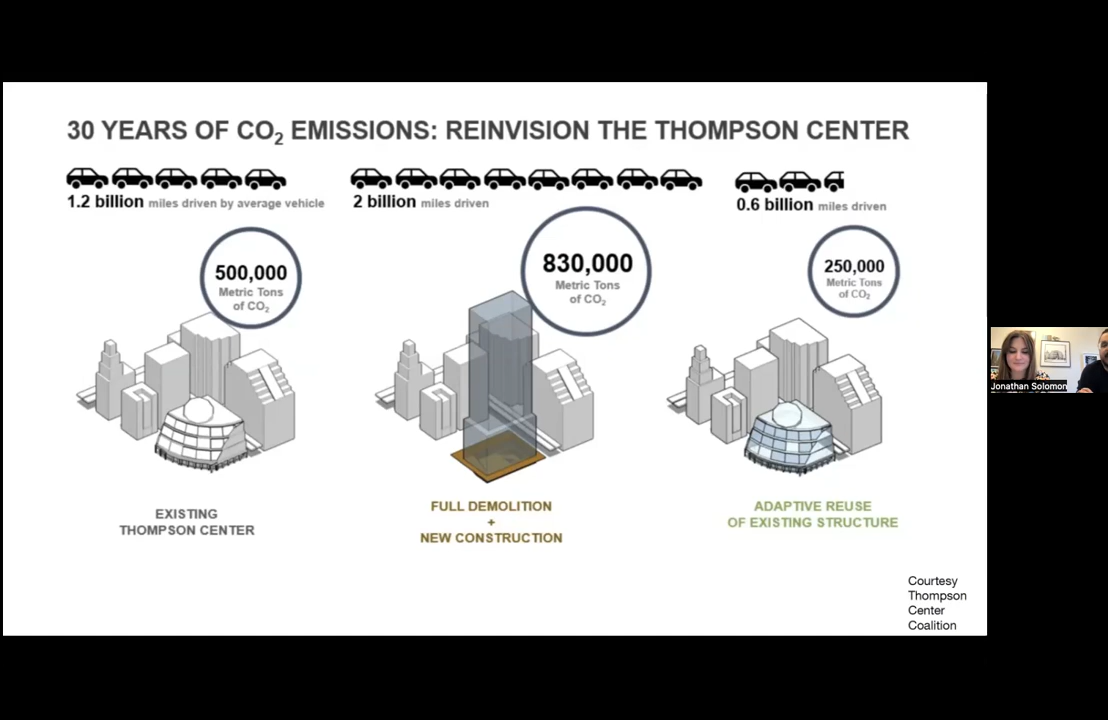 30 YEARS OF CO₂ EMISSIONS: REINVISION THE THOMPSON CENTER
1.2 billion miles driven by average vehicle
2 billion miles driven
0.6 billion miles driven
500,000
Metric Tons
of CO₂
830,000
Metric Tons
of CO₂
250,000
Metric Tons
of CO₂
EXISTING
THOMPSON CENTER
FULL DEMOLITION
+
NEW CONSTRUCTION
ADAPTIVE REUSE
OF EXISTING STRUCTURE
Courtesy
Thompson
Center
Coalition
Jonathan Solomon